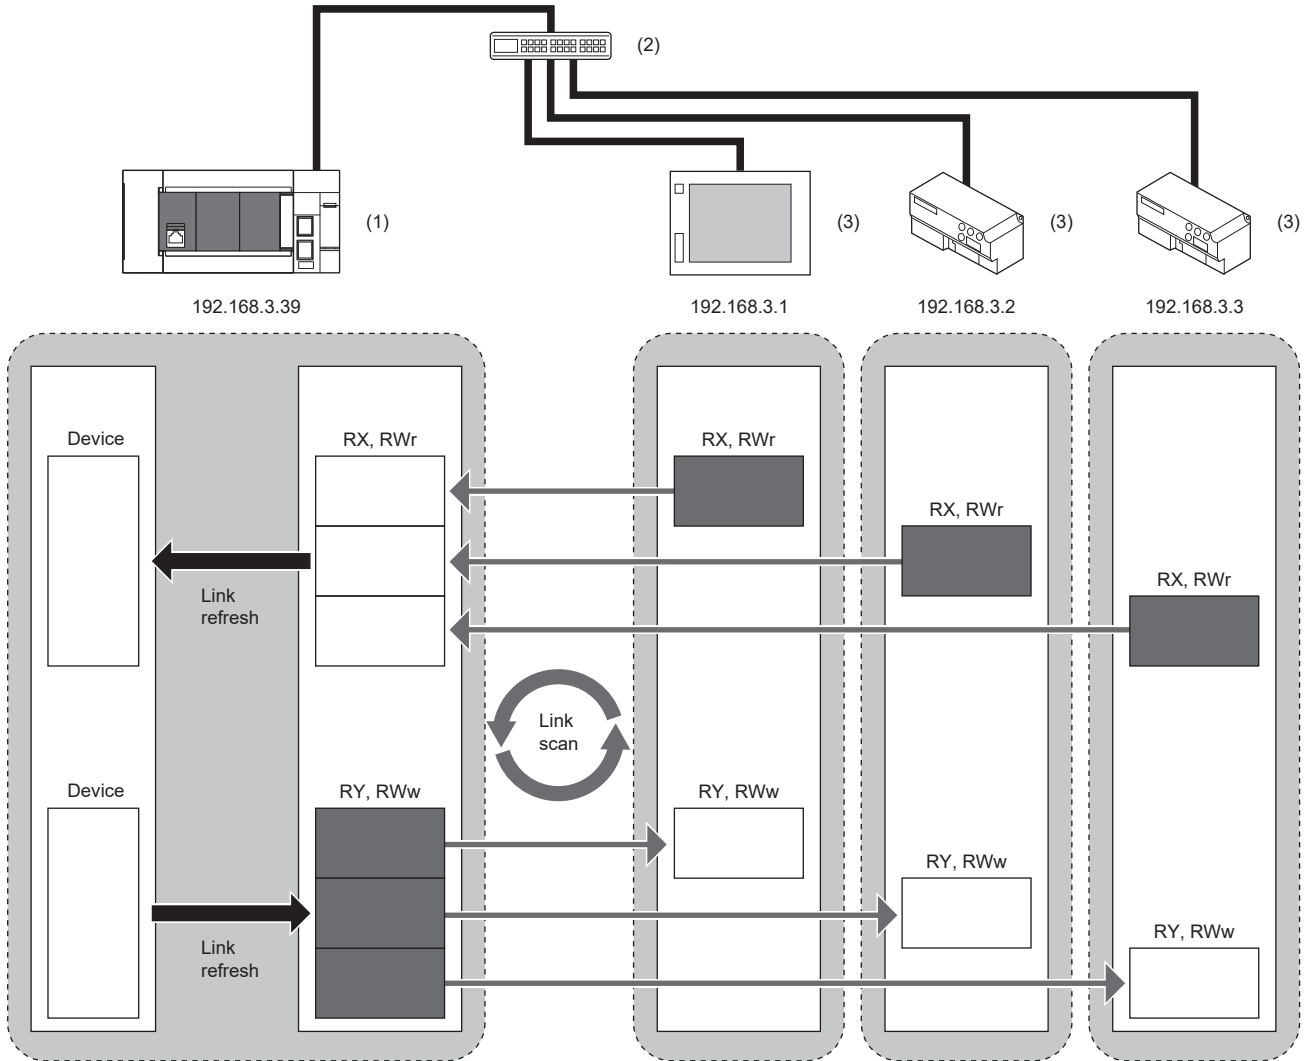 (2)
(1)
(3)
(3)
(3)
192.168.3.39
192.168.3.1
192.168.3.2
192.168.3.3
Device
RX, RWr
RX, RWr
RX, RWr
RX, RWr
Link
refresh
Link
scan
Device
RY, RWw
RY, RWw
RY, RWw
RY, RWw
Link
refresh